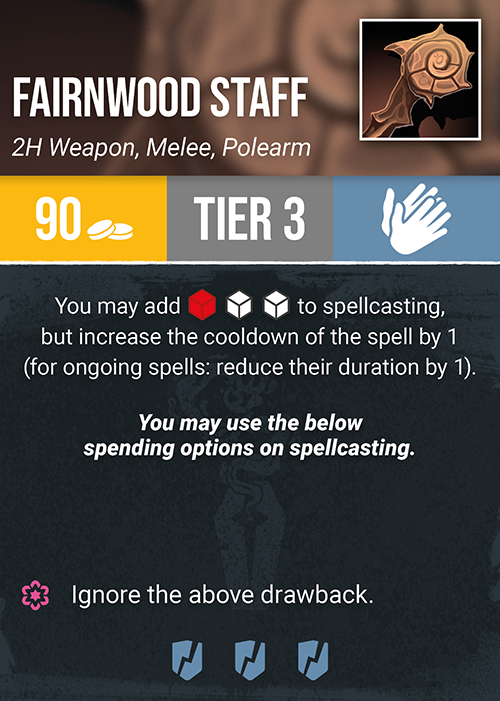 FAIRNWOOD STAFF
2H Weapon, Melee, Polearm
90
TIER 3
You may add to spellcasting,
but increase the cooldown of the spell by 1
(for ongoing spells: reduce their duration by 1).
You may use the below
spending options on spellcasting.
Ignore the above drawback.